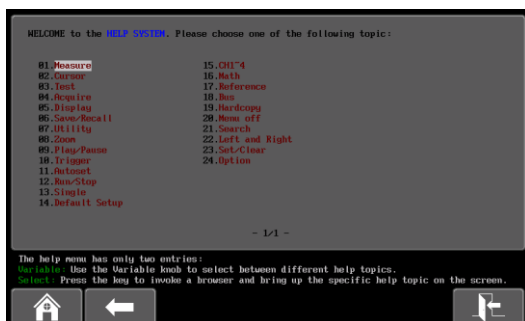 WELCOME to the HELP SYSTEM. Please choose one of the following topic:
01.Measure
02.Cursor
03.Test
04.Acquire
05.Display
06.Save/Recall
07.Utility
08.Zoom
09.Play/Pause
10.Trigger
11.Autoset
12.Run/Stop
13.Single
14.Default Setup
15.CH1~4
16.Math
17.Reference
18.Bus
19.Hardcopy
20.Menu off
21.Search
22.Left and Right
23.Set/Clear
24.Option
- 1/1 -
The help menu has only two entries:
Variable: Use the Variable knob to select between different help topics.
Select: Press the key to invoke a browser and bring up the specific help topic on the screen.